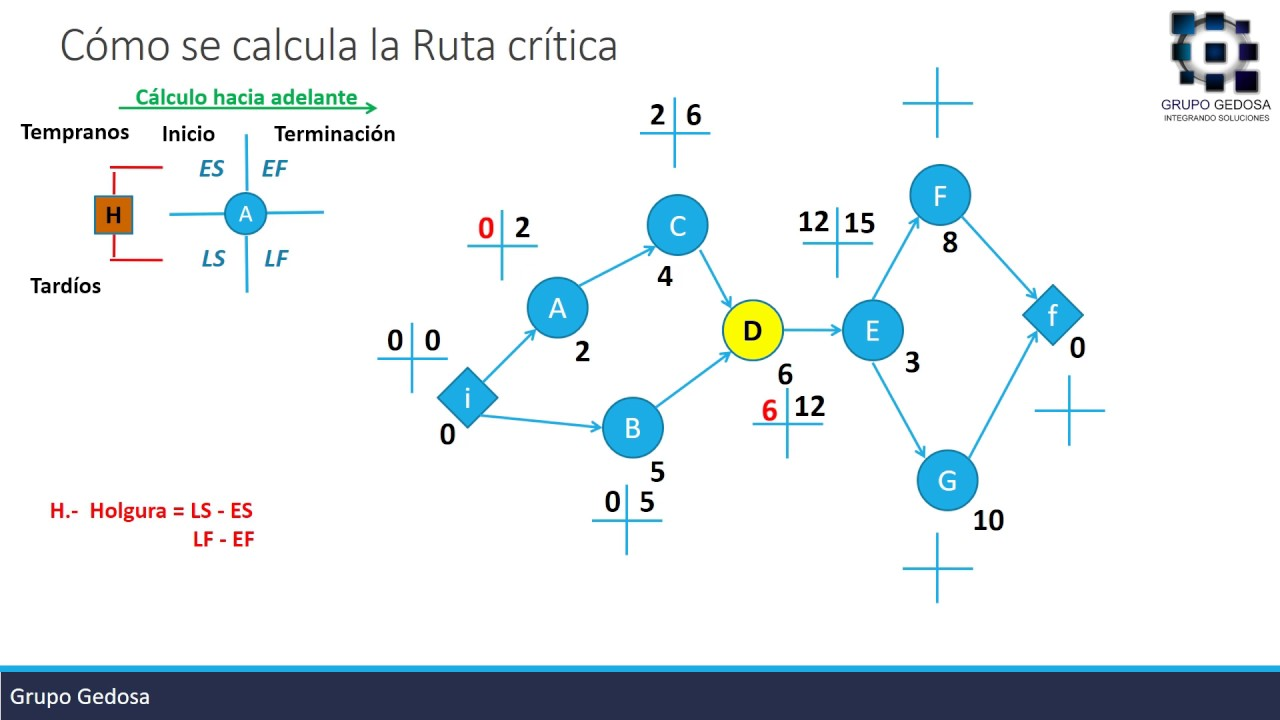 Cómo se calcula la Ruta crítica
GRUPO GEDOSA
INTEGRANDO SOLUCIONES
Cálculo hacia adelante
Tempranos Inicio Terminación
ES EF
H A
LS LF
Tardíos
2 6
C
4
0 2
A
2
0 0
i
0
B
5
0 5
D
6
6 12
12 15
E
3
F
8
f
0
G
10
H.- Holgura = LS - ES
LF - EF
Grupo Gedosa